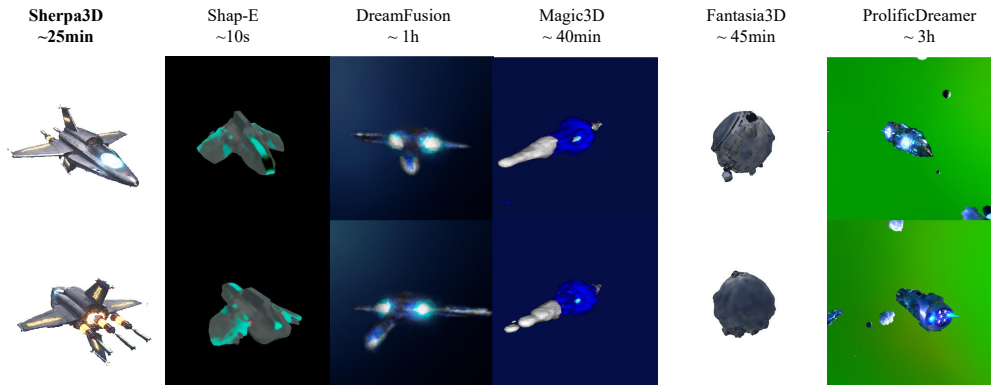 Sherpa3D Shap-E DreamFusion Magic3D Fantasia3D ProlificDreamer
~25min ~10s ~ 1h ~ 40min ~ 45min ~ 3h